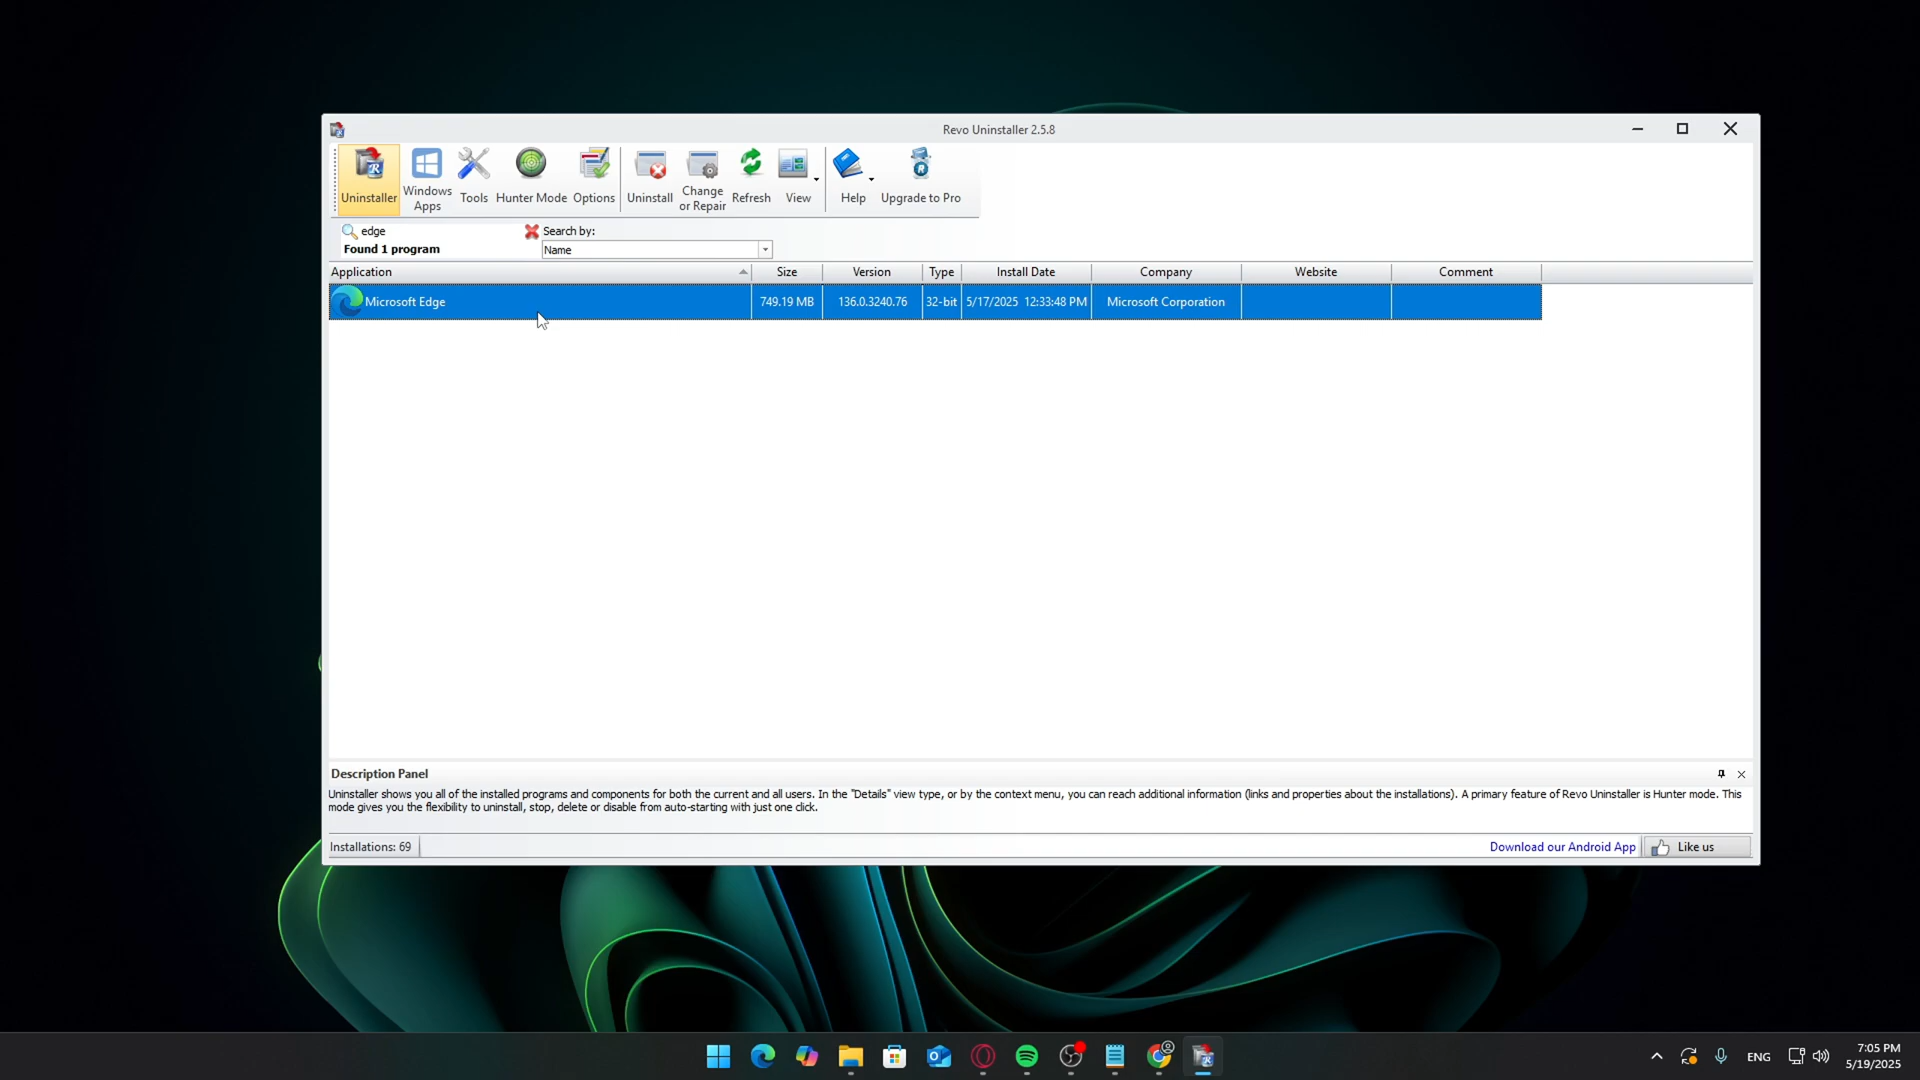 Revo Uninstaller 2.5.8
Uninstaller
Windows Apps
Tools
Hunter Mode
Options
Uninstall
Change or Repair
Refresh
View
Help
Upgrade to Pro
edge
Search by:
Found 1 program
Name
Application Size Version Type Install Date Company Website Comment
Microsoft Edge 749.19 MB 136.0.3240.76 32-bit 5/17/2025 12:33:48 PM Microsoft Corporation
Description Panel
Uninstaller shows you all of the installed programs and components for both the current and all users. In the "Details" view type, or by the context menu, you can reach additional information (links and properties about the installations). A primary feature of Revo Uninstaller is Hunter mode. This
mode gives you the flexibility to uninstall, stop, delete or disable from auto-starting with just one click.
Installations: 69
Download our Android App
Like us
ENG
7:05 PM
5/19/2025